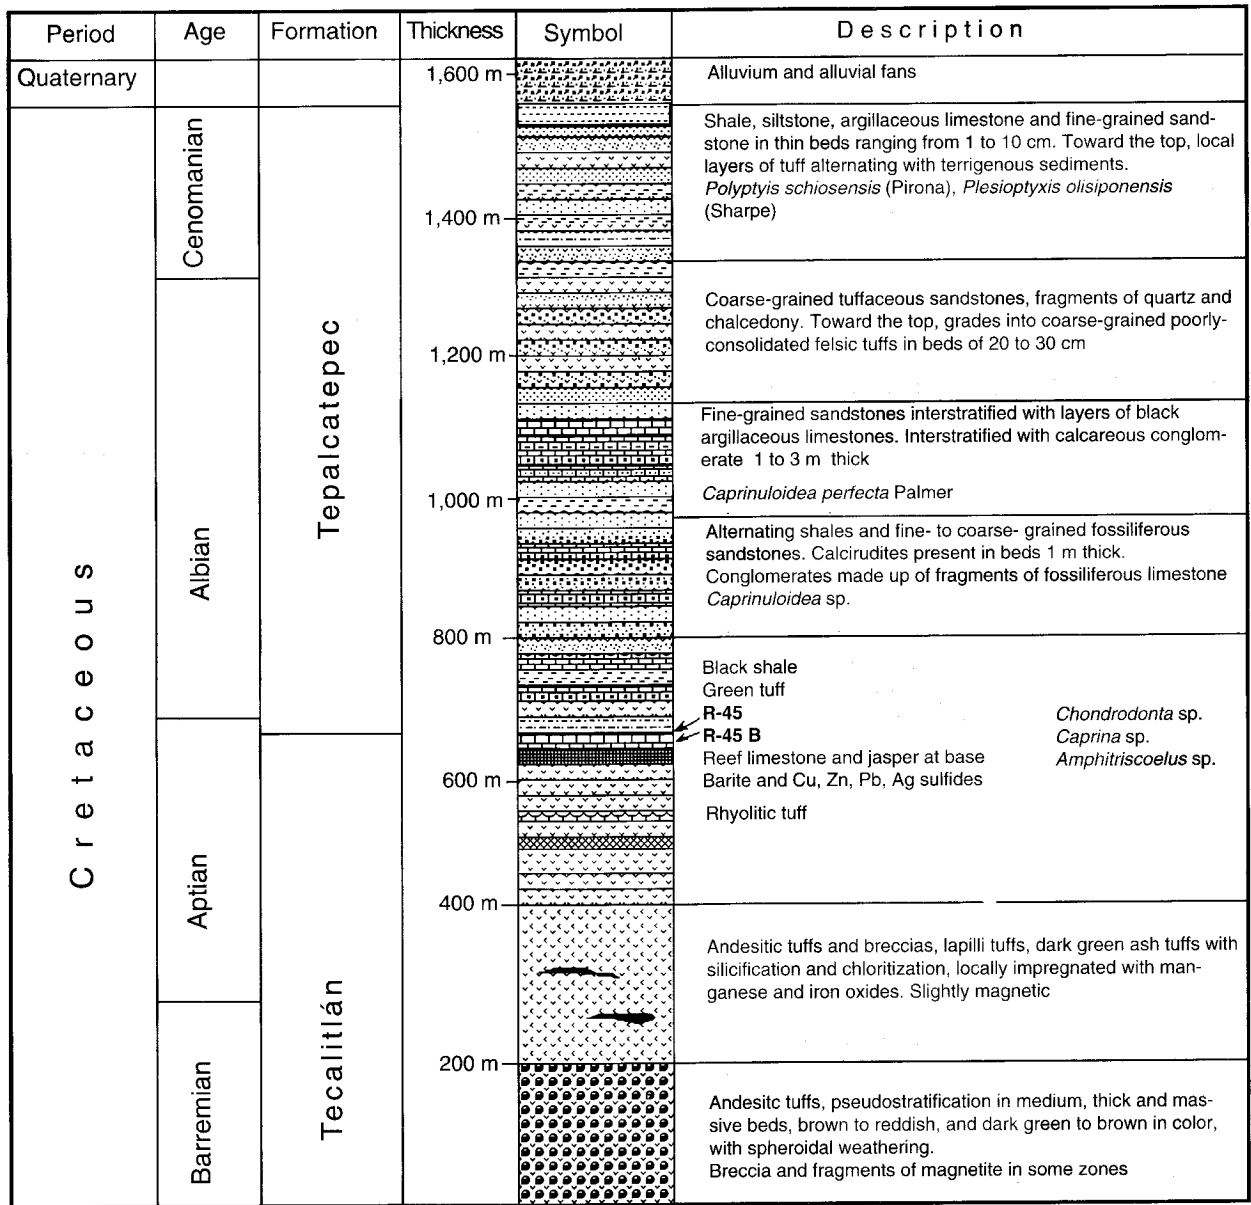 Period Age Formation Thickness Symbol Description
Quaternary
1,600 m
Alluvium and alluvial fans
Cretaceous
Cenomanian
Albian
Aptian
Barremian
Tepalcatepec
Tecalitlán
Shale, siltstone, argillaceous limestone and fine-grained sand-
stone in thin beds ranging from 1 to 10 cm. Toward the top, local
layers of tuff alternating with terrigenous sediments.
Polyptyis schiosensis (Pirona), Plesioptyxis olisiponensis
(Sharpe)
1,400 m
Coarse-grained tuffaceous sandstones, fragments of quartz and
chalcedony. Toward the top, grades into coarse-grained poorly-
consolidated felsic tuffs in beds of 20 to 30 cm
1,200 m
Fine-grained sandstones interstratified with layers of black
argillaceous limestones. Interstratified with calcareous conglom-
erate 1 to 3 m thick
Caprinuloidea perfecta Palmer
1,000 m
Alternating shales and fine- to coarse- grained fossiliferous
sandstones. Calcirudites present in beds 1 m thick.
Conglomerates made up of fragments of fossiliferous limestone
Caprinuloidea sp.
800 m
Black shale
Green tuff
R-45 Chondrodonta sp.
R-45 B Caprina sp.
Reef limestone and jasper at base Amphitriscoelus sp.
600 m
Barite and Cu, Zn, Pb, Ag sulfides
Rhyolitic tuff
400 m
Andesitic tuffs and breccias, lapilli tuffs, dark green ash tuffs with
silicification and chloritization, locally impregnated with man-
ganese and iron oxides. Slightly magnetic
200 m
Andesitc tuffs, pseudostratification in medium, thick and mas-
sive beds, brown to reddish, and dark green to brown in color,
with spheroidal weathering.
Breccia and fragments of magnetite in some zones